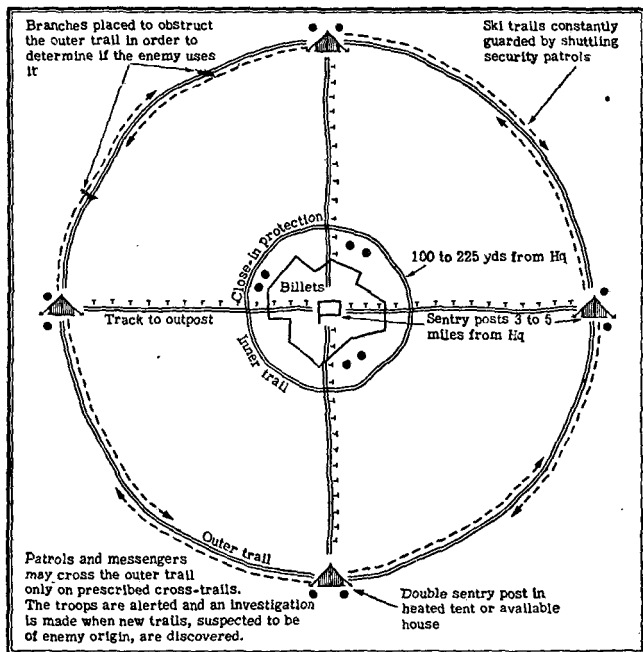 Branches placed to obstruct
the outer trail in order to
determine if the enemy uses
it
Ski trails constantly
guarded by shuttling
security patrols
Close-in protection
100 to 225 yds from Hq
Billets
Track to outpost
Sentry posts 3 to 5
miles from Hq
Inner trail
Outer trail
Patrols and messengers
may cross the outer trail
only on prescribed cross-trails.
The troops are alerted and an investigation
is made when new trails, suspected to be
of enemy origin, are discovered.
Double sentry post in
heated tent or available
house